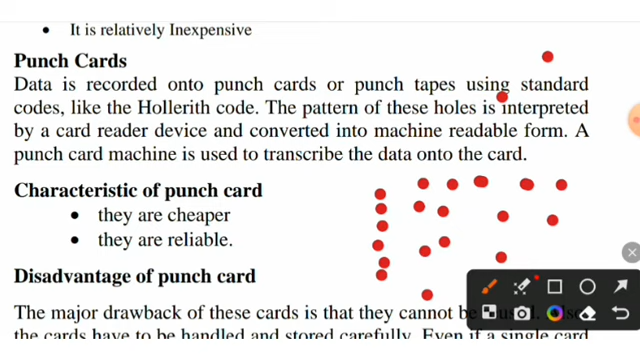 • It is relatively Inexpensive
Punch Cards
Data is recorded onto punch cards or punch tapes using standard
codes, like the Hollerith code. The pattern of these holes is interpreted
by a card reader device and converted into machine readable form. A
punch card machine is used to transcribe the data onto the card.
Characteristic of punch card
• they are cheaper
• they are reliable.
Disadvantage of punch card
The major drawback of these cards is that they cannot be
the cards have to be handled and stored carefully. Even if a single card